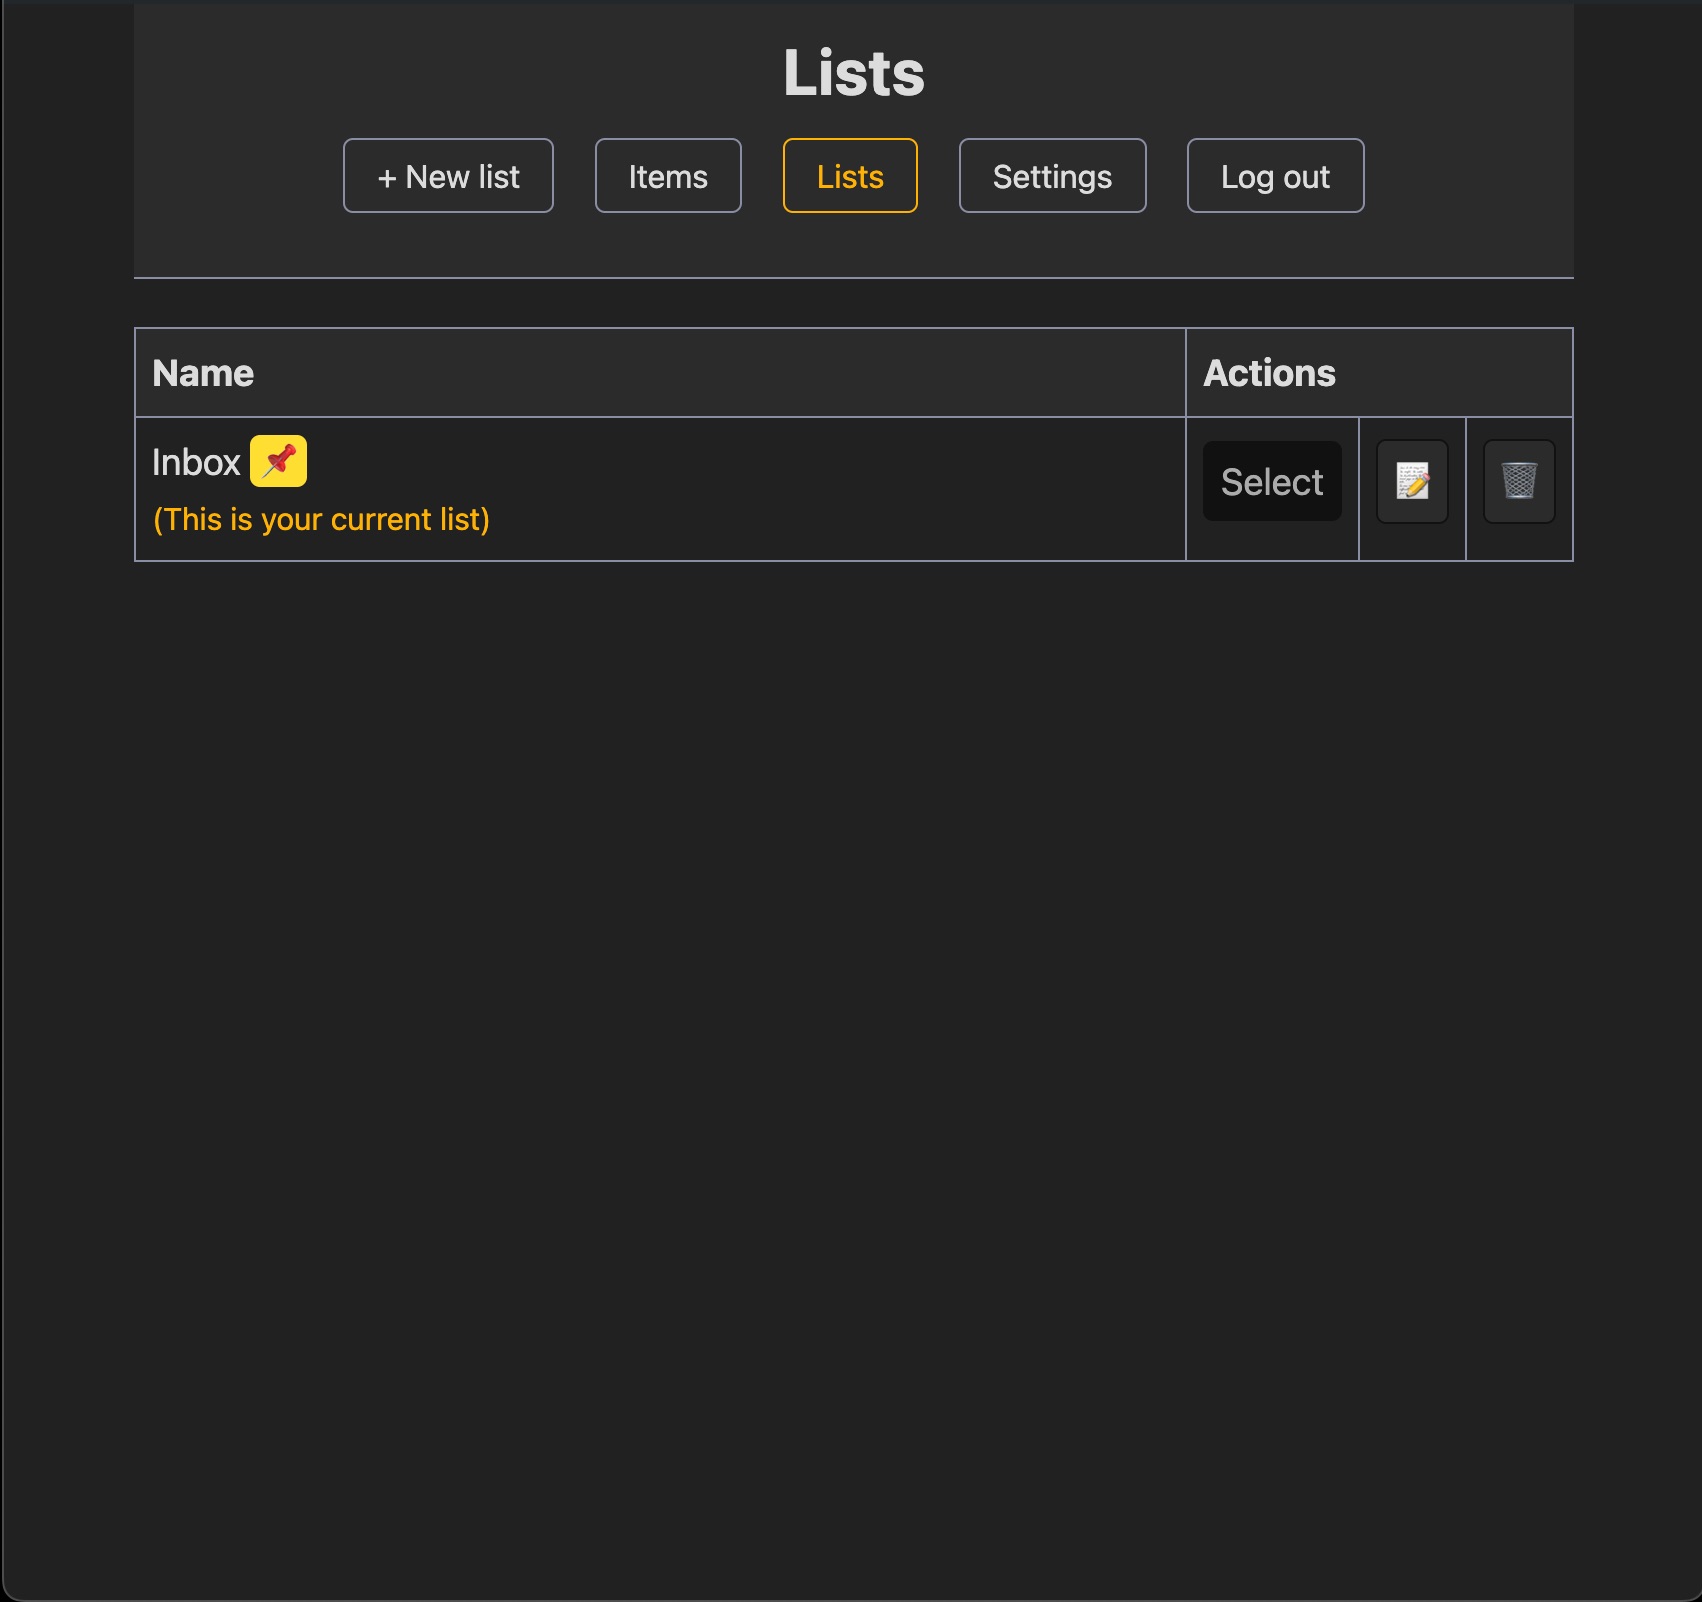 Lists
+ New list Items Lists Settings Log out
Name Actions
Inbox 📌 Select 📝 🗑️
(This is your current list)